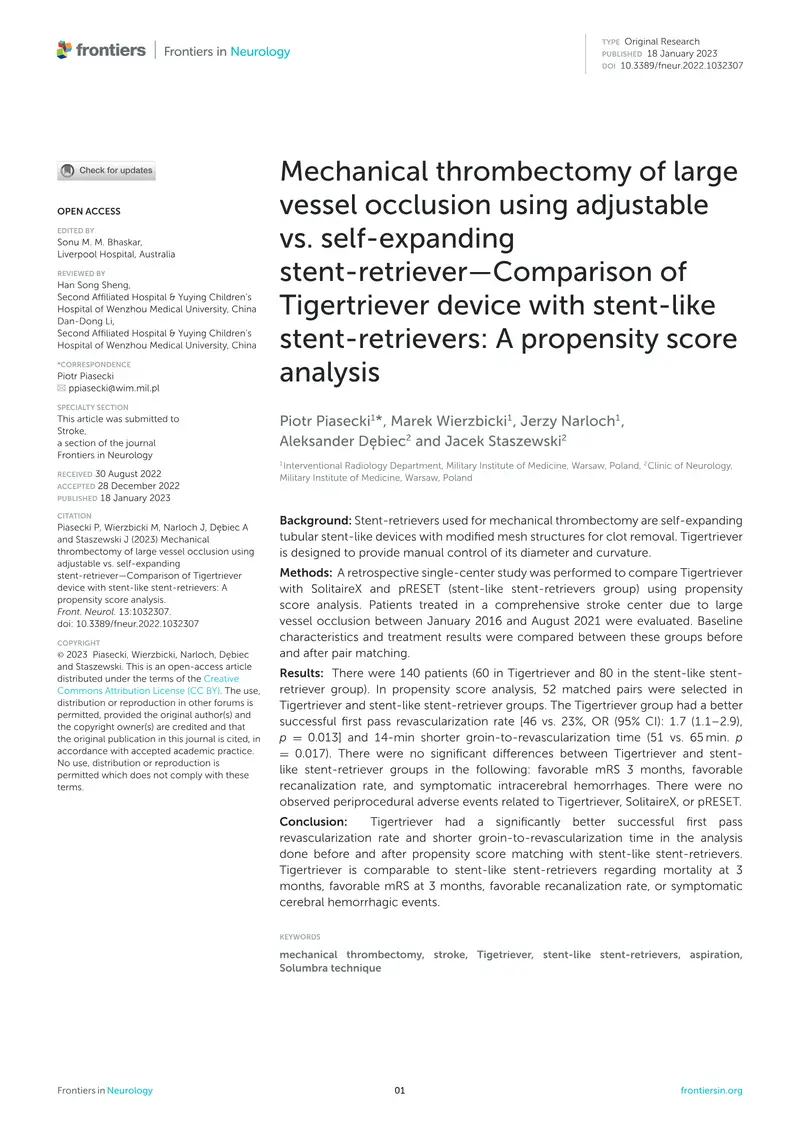 frontiers | Frontiers in Neurology
TYPE Original Research
PUBLISHED 18 January 2023
DOI 10.3389/fneur.2022.1032307
Check for updates
OPEN ACCESS
EDITED BY
Sonu M. M. Bhaskar,
Liverpool Hospital, Australia
REVIEWED BY
Han Song Sheng,
Second Affiliated Hospital & Yuying Children's
Hospital of Wenzhou Medical University, China
Dan-Dong Li,
Second Affiliated Hospital & Yuying Children's
Hospital of Wenzhou Medical University, China
*CORRESPONDENCE
Piotr Piasecki
ppiasecki@wim.mil.pl
SPECIALTY SECTION
This article was submitted to
Stroke,
a section of the journal
Frontiers in Neurology
RECEIVED 30 August 2022
ACCEPTED 28 December 2022
PUBLISHED 18 January 2023
CITATION
Piasecki P, Wierzbicki M, Narloch J, Dębiec A
and Staszewski J (2023) Mechanical
thrombectomy of large vessel occlusion using
adjustable vs. self-expanding
stent-retriever—Comparison of Tigertriever
device with stent-like stent-retrievers: A
propensity score analysis.
Front. Neurol. 13:1032307.
doi: 10.3389/fneur.2022.1032307
COPYRIGHT
© 2023 Piasecki, Wierzbicki, Narloch, Dębiec
and Staszewski. This is an open-access article
distributed under the terms of the Creative
Commons Attribution License (CC BY). The use,
distribution or reproduction in other forums is
permitted, provided the original author(s) and
the copyright owner(s) are credited and that
the original publication in this journal is cited, in
accordance with accepted academic practice.
No use, distribution or reproduction is
permitted which does not comply with these
terms.
Mechanical thrombectomy of large
vessel occlusion using adjustable
vs. self-expanding
stent-retriever—Comparison of
Tigertriever device with stent-like
stent-retrievers: A propensity score
analysis
Piotr Piasecki1*, Marek Wierzbicki1, Jerzy Narloch1,
Aleksander Dębiec2 and Jacek Staszewski2
1Interventional Radiology Department, Military Institute of Medicine, Warsaw, Poland, 2Clinic of Neurology,
Military Institute of Medicine, Warsaw, Poland
Background: Stent-retrievers used for mechanical thrombectomy are self-expanding
tubular stent-like devices with modified mesh structures for clot removal. Tigertriever
is designed to provide manual control of its diameter and curvature.
Methods: A retrospective single-center study was performed to compare Tigertriever
with SolitaireX and pRESET (stent-like stent-retrievers group) using propensity
score analysis. Patients treated in a comprehensive stroke center due to large
vessel occlusion between January 2016 and August 2021 were evaluated. Baseline
characteristics and treatment results were compared between these groups before
and after pair matching.
Results: There were 140 patients (60 in Tigertriever and 80 in the stent-like stent-
retriever group). In propensity score analysis, 52 matched pairs were selected in
Tigertriever and stent-like stent-retriever groups. The Tigertriever group had a better
successful first pass revascularization rate [46 vs. 23%, OR (95% CI): 1.7 (1.1–2.9),
p = 0.013] and 14-min shorter groin-to-revascularization time (51 vs. 65 min. p
= 0.017). There were no significant differences between Tigertriever and stent-
like stent-retriever groups in the following: favorable mRS 3 months, favorable
recanalization rate, and symptomatic intracerebral hemorrhages. There were no
observed periprocedural adverse events related to Tigertriever, SolitaireX, or pRESET.
Conclusion: Tigertriever had a significantly better successful first pass
revascularization rate and shorter groin-to-revascularization time in the analysis
done before and after propensity score matching with stent-like stent-retrievers.
Tigertriever is comparable to stent-like stent-retrievers regarding mortality at 3
months, favorable mRS at 3 months, favorable recanalization rate, or symptomatic
cerebral hemorrhagic events.
KEYWORDS
mechanical thrombectomy, stroke, Tigetriever, stent-like stent-retrievers, aspiration,
Solumbra technique
Frontiers in Neurology
01
frontiersin.org